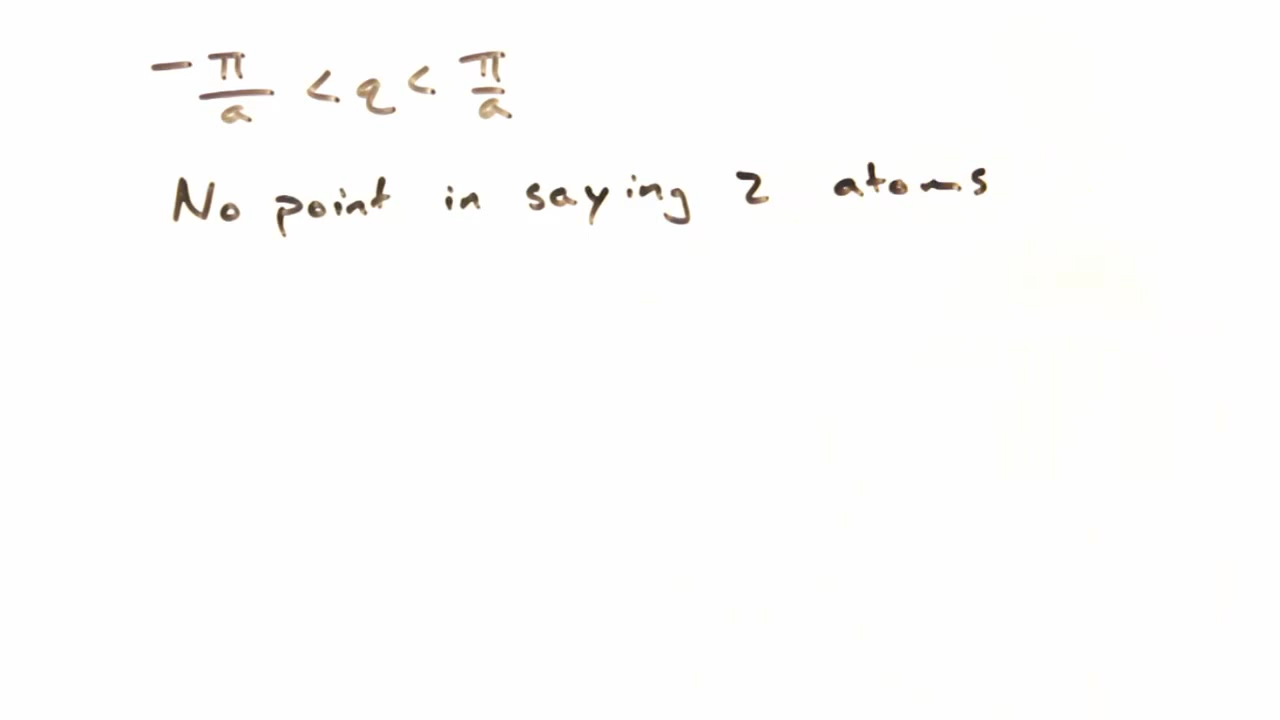 -π/a < q < π/a
No point in saying 2 atoms